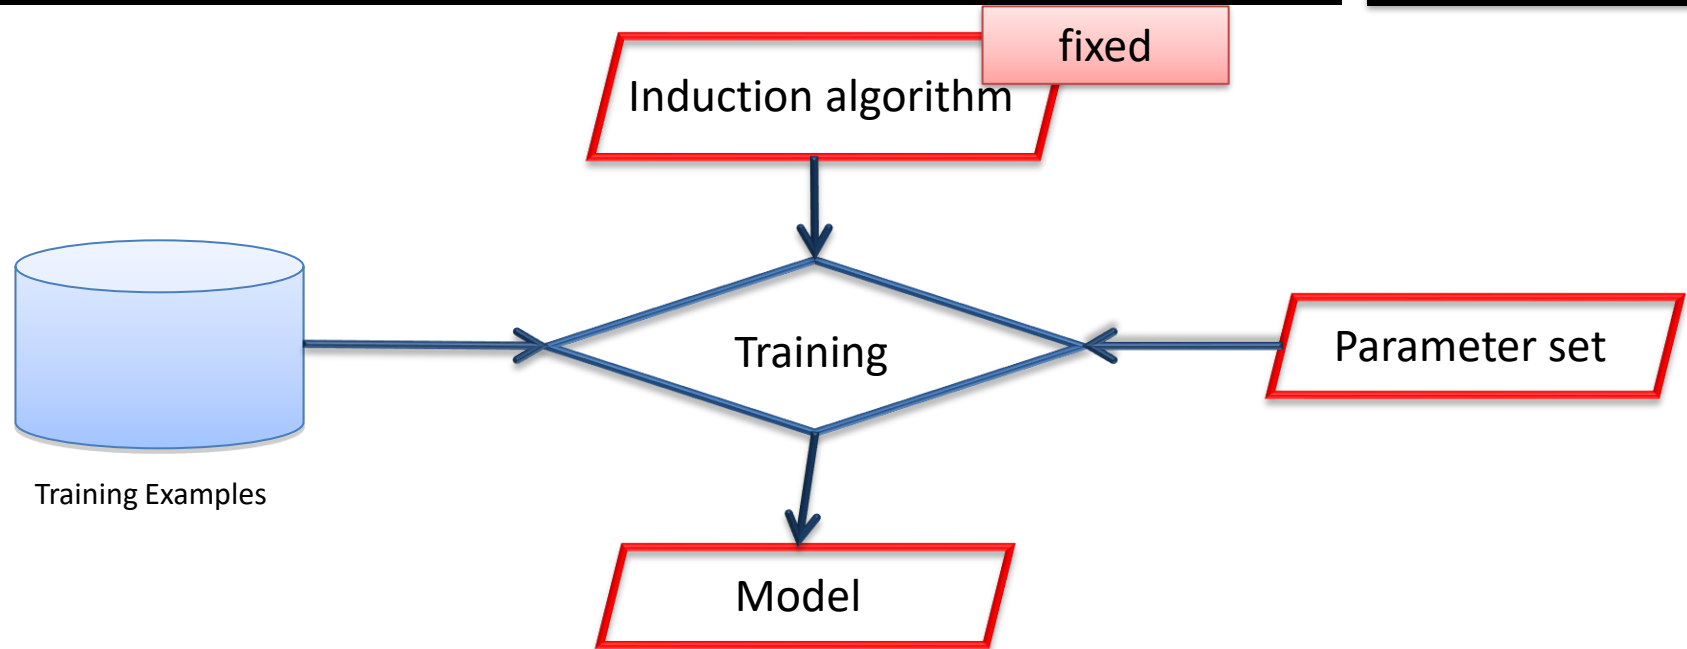 fixed
Induction algorithm
Training
Parameter set
Training Examples
Model